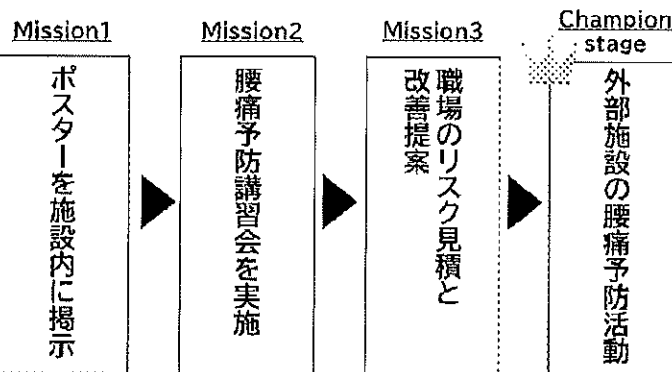 Mission1
ポスターを施設内に掲示
Mission2
腰痛予防講習会を実施
Mission3
職場のリスク見積と
改善提案
Champion
stage
外部施設の腰痛予防活動